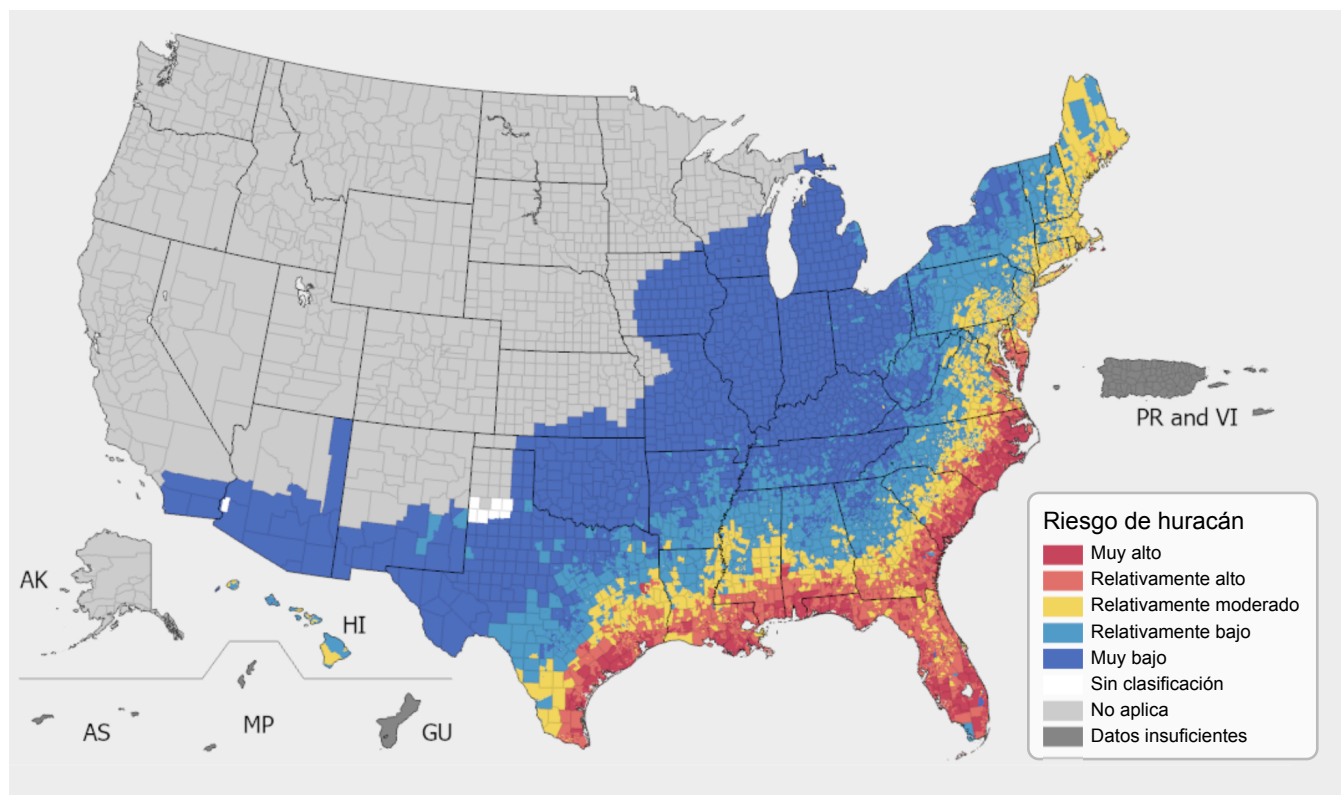 PR and VI
Riesgo de huracán
Muy alto
Relativamente alto
Relativamente moderado
Relativamente bajo
Muy bajo
Sin clasificación
No aplica
Datos insuficientes
AK
HI
AS
MP
GU